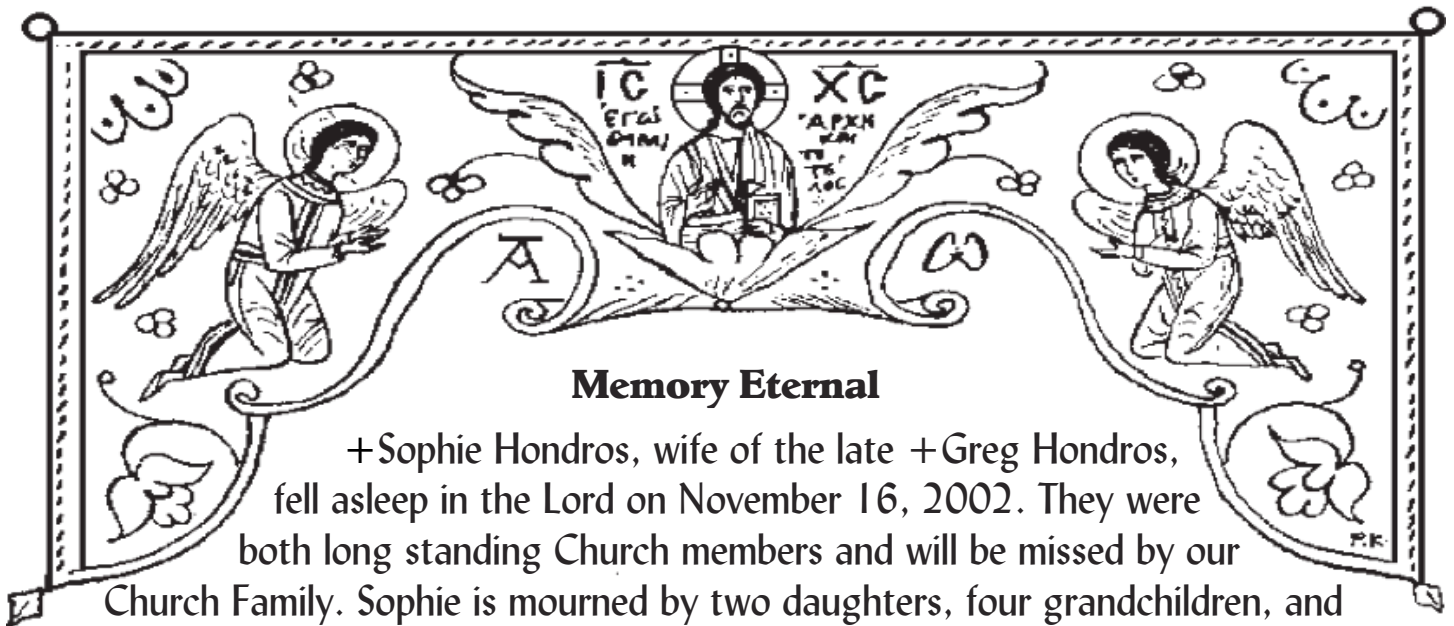 ΙC ΧC
Α ω
Memory Eternal
+Sophie Hondros, wife of the late +Greg Hondros,
fell asleep in the Lord on November 16, 2002. They were
both long standing Church members and will be missed by our
Church Family. Sophie is mourned by two daughters, four grandchildren, and
P.K.